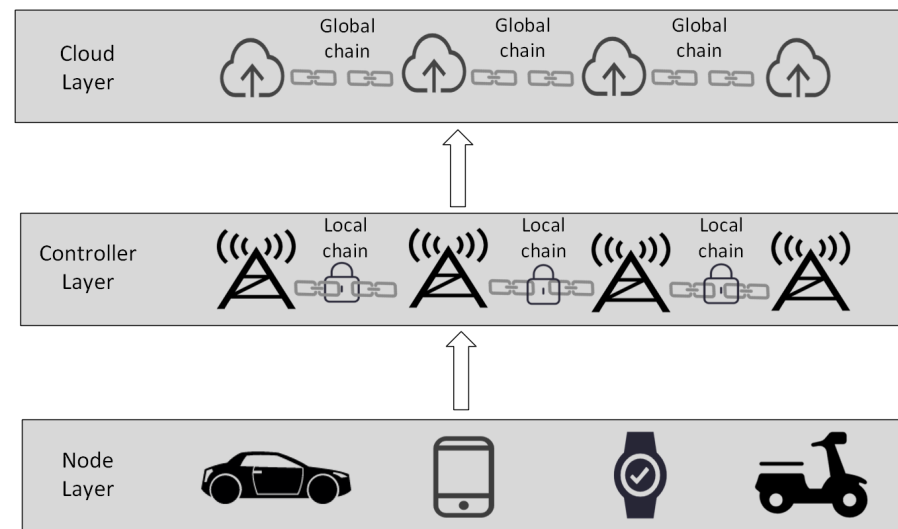 Cloud
Layer
Global
chain
Global
chain
Global
chain
Controller
Layer
Local
chain
Local
chain
Local
chain
Node
Layer